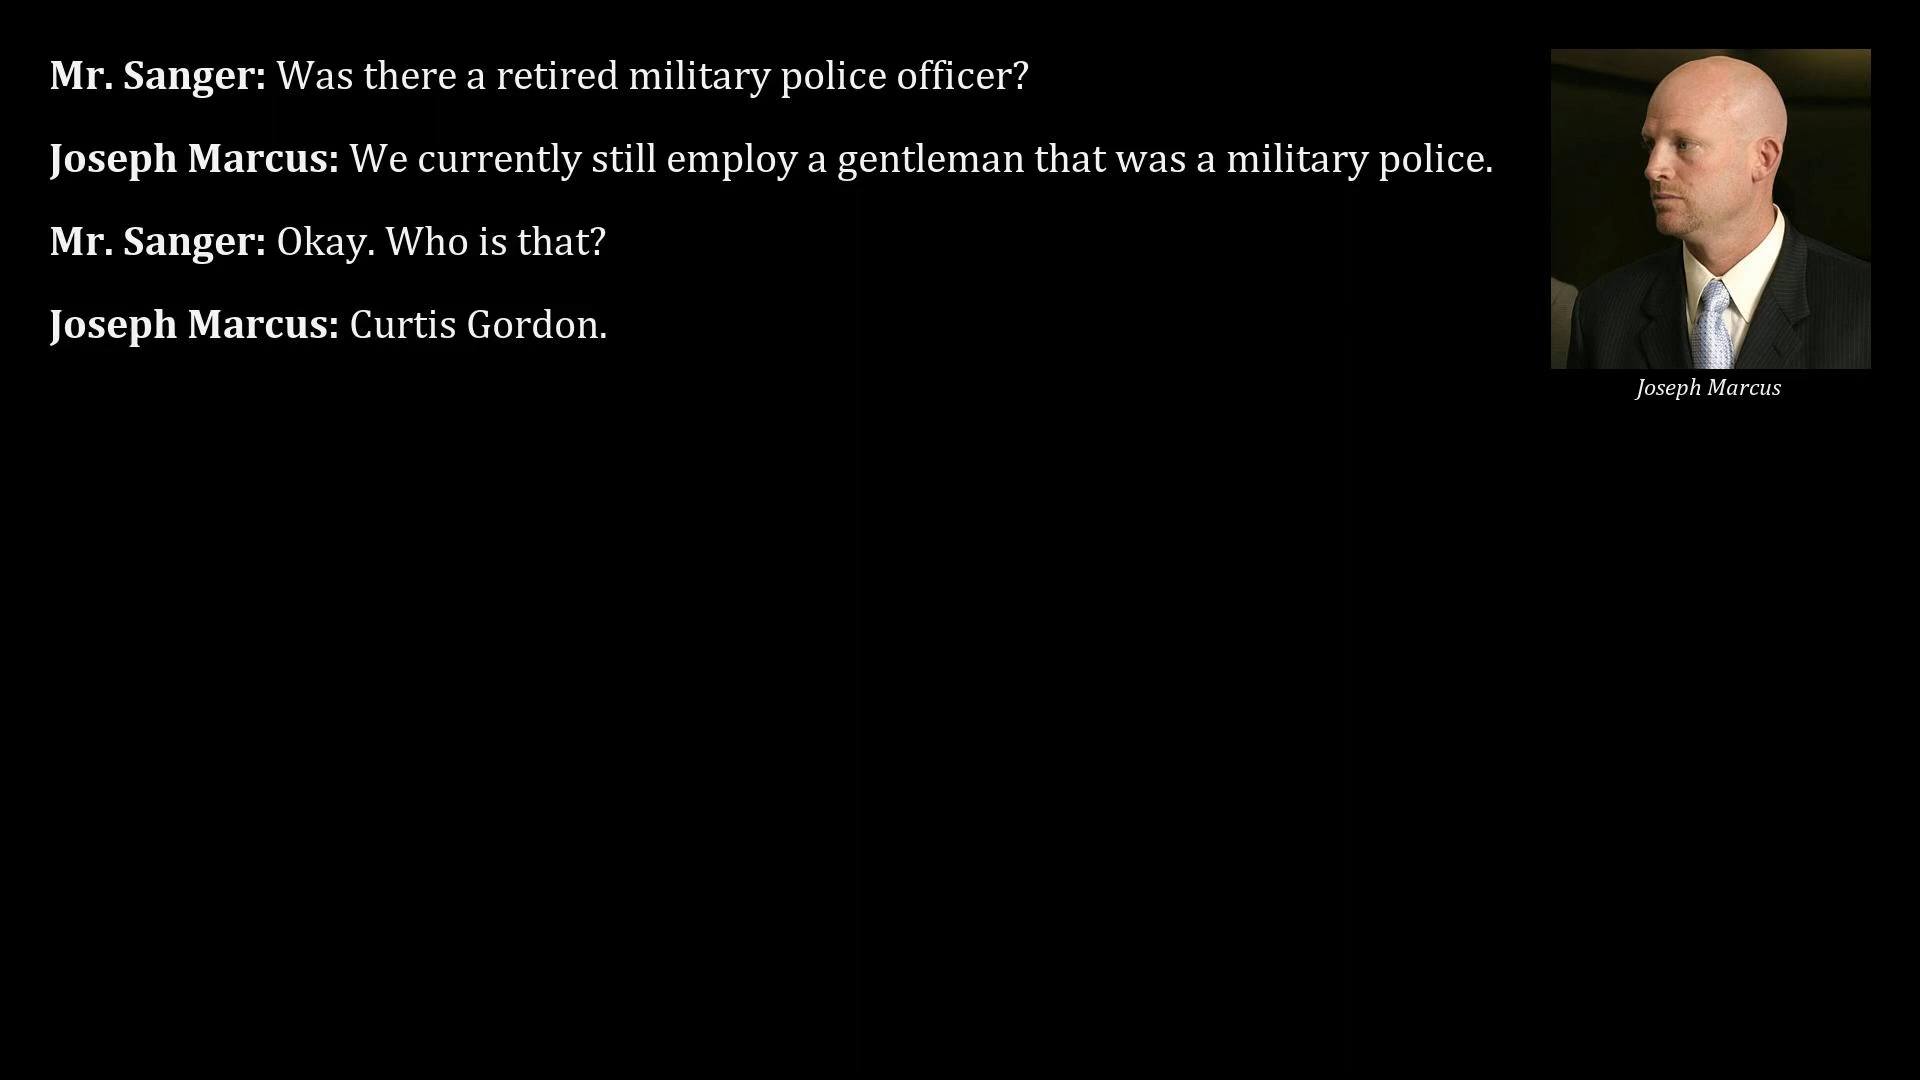 Mr. Sanger: Was there a retired military police officer?
Joseph Marcus: We currently still employ a gentleman that was a military police.
Mr. Sanger: Okay. Who is that?
Joseph Marcus: Curtis Gordon.
Joseph Marcus